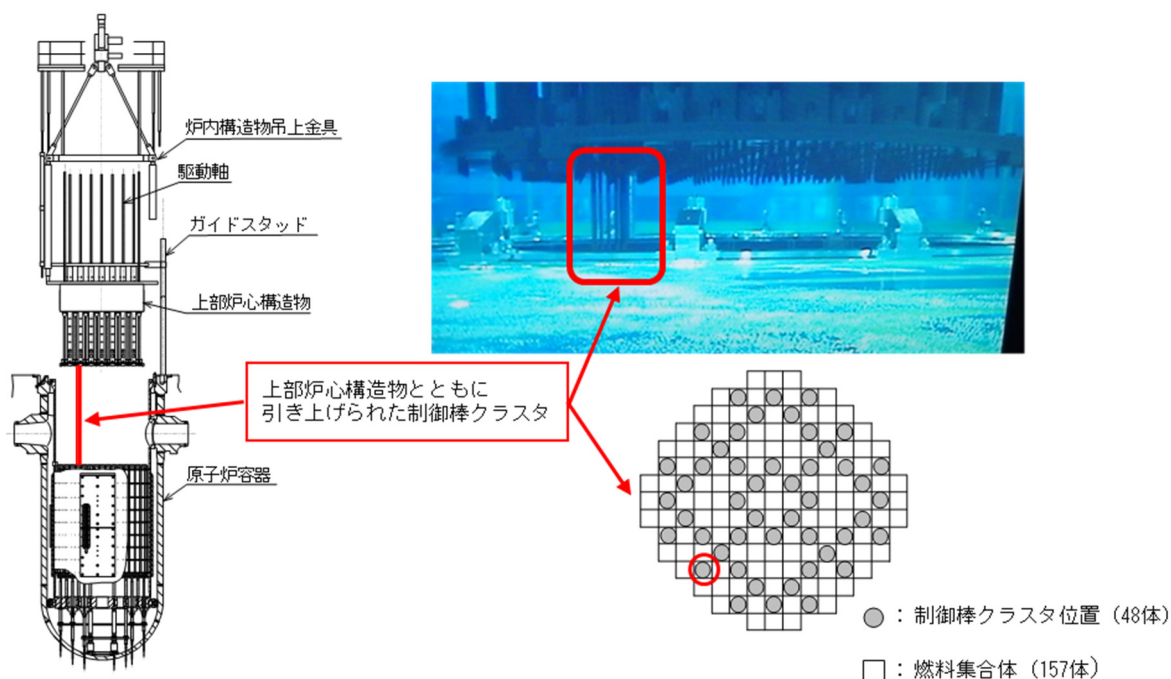 炉内構造物吊上金具
駆動軸
ガイドスタッド
上部炉心構造物
上部炉心構造物とともに
引き上げられた制御棒クラスタ
原子炉容器
：制御棒クラスタ位置（48体）
：燃料集合体（157体）